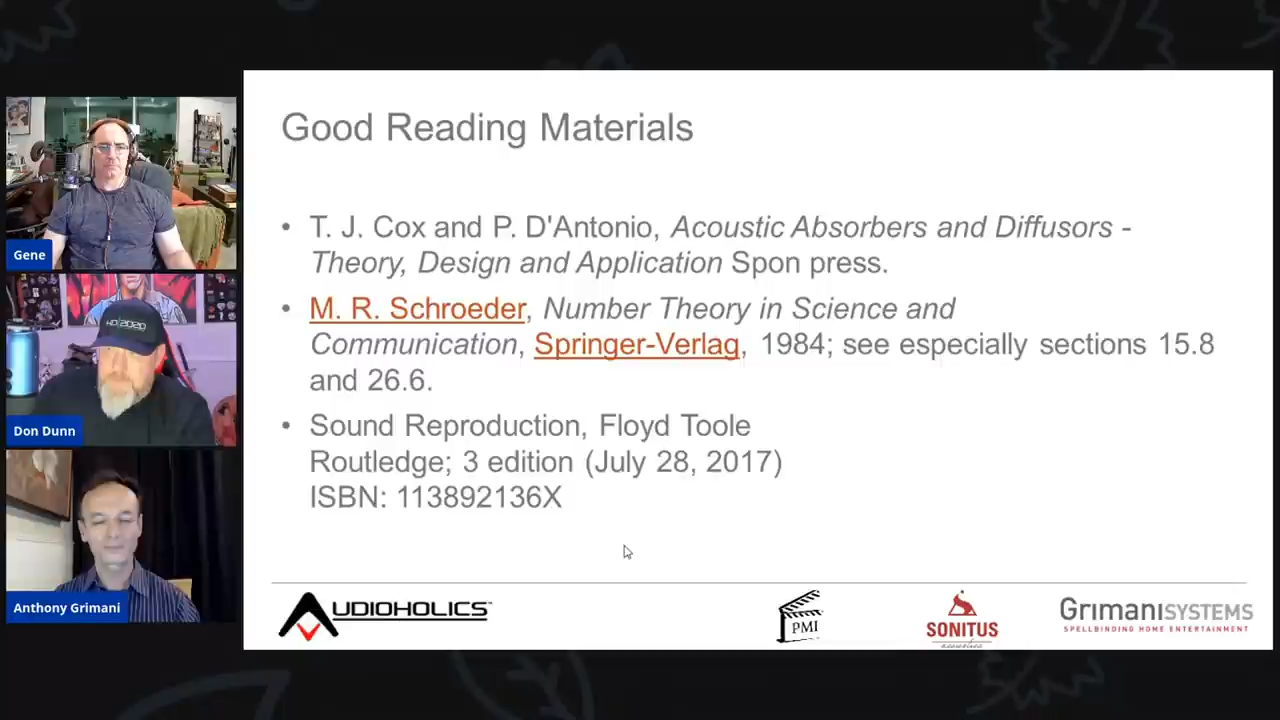 Good Reading Materials
• T. J. Cox and P. D'Antonio, Acoustic Absorbers and Diffusors -
Theory, Design and Application Spon press.
• M. R. Schroeder, Number Theory in Science and
Communication, Springer-Verlag, 1984; see especially sections 15.8
and 26.6.
• Sound Reproduction, Floyd Toole
Routledge; 3 edition (July 28, 2017)
ISBN: 113892136X
Gene
Don Dunn
Anthony Grimani
AUDIOHOLICS
PMI
SONITUS
acoustics
GRIMANISYSTEMS
SPELLBINDING HOME ENTERTAINMENT